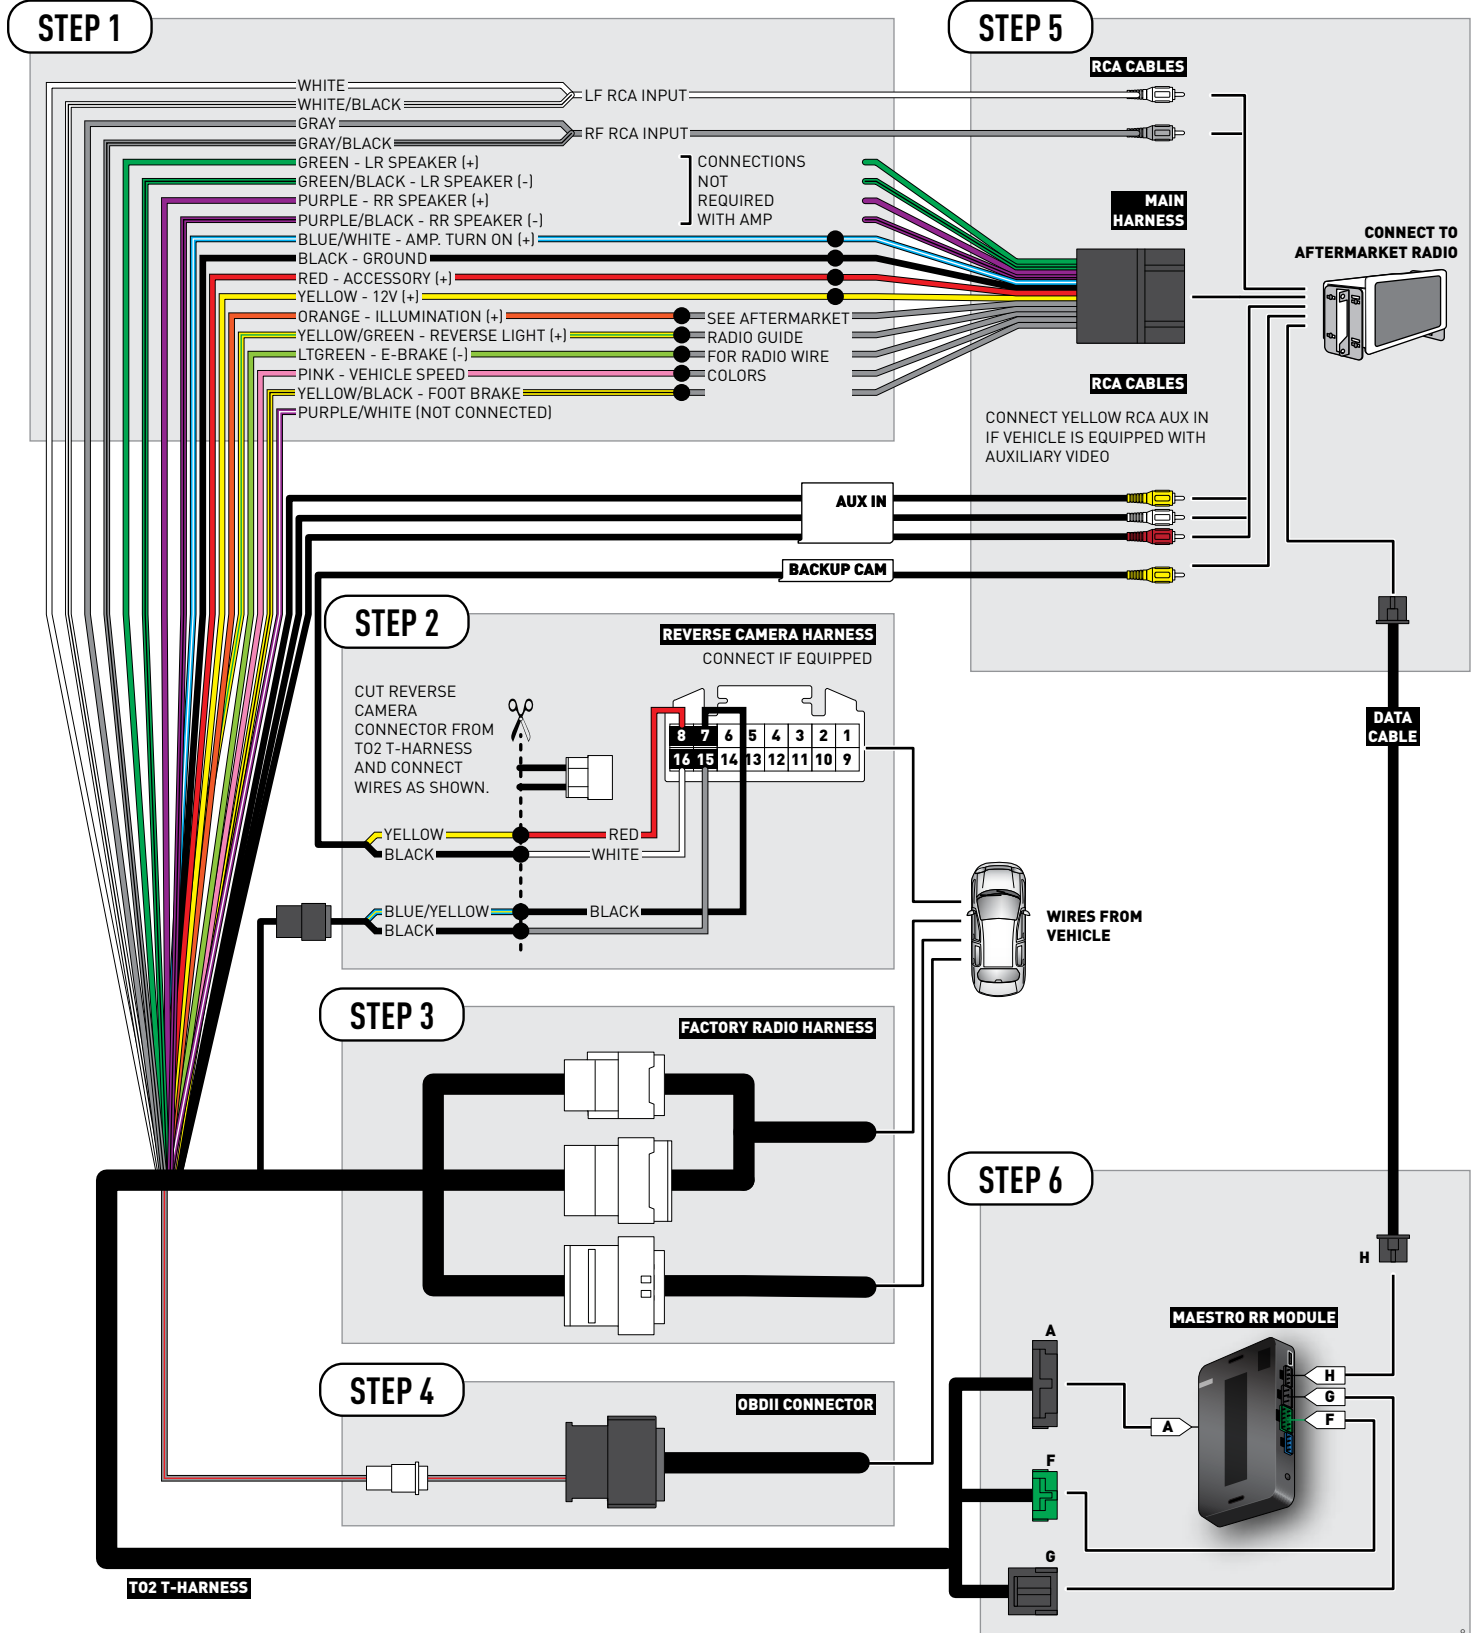 STEP 1
WHITE
WHITE/BLACK
LF RCA INPUT
GRAY
GRAY/BLACK
RF RCA INPUT
GREEN - LR SPEAKER (+)
GREEN/BLACK - LR SPEAKER (-)
PURPLE - RR SPEAKER (+)
PURPLE/BLACK - RR SPEAKER (-)
CONNECTIONS
NOT
REQUIRED
WITH AMP
BLUE/WHITE - AMP. TURN ON (+)
BLACK - GROUND
RED - ACCESSORY (+)
YELLOW - 12V (+)
ORANGE - ILLUMINATION (+)
YELLOW/GREEN - REVERSE LIGHT (+)
LTGREEN - E-BRAKE (-)
PINK - VEHICLE SPEED
YELLOW/BLACK - FOOT BRAKE
PURPLE/WHITE (NOT CONNECTED)
SEE AFTERMARKET
RADIO GUIDE
FOR RADIO WIRE
COLORS
STEP 5
RCA CABLES
MAIN
HARNESS
CONNECT TO
AFTERMARKET RADIO
RCA CABLES
CONNECT YELLOW RCA AUX IN
IF VEHICLE IS EQUIPPED WITH
AUXILIARY VIDEO
AUX IN
BACKUP CAM
DATA
CABLE
STEP 2
REVERSE CAMERA HARNESS
CONNECT IF EQUIPPED
CUT REVERSE
CAMERA
CONNECTOR FROM
TO2 T-HARNESS
AND CONNECT
WIRES AS SHOWN.
8 7 6 5 4 3 2 1
16 15 14 13 12 11 10 9
YELLOW
RED
BLACK
WHITE
BLUE/YELLOW
BLACK
BLACK
WIRES FROM
VEHICLE
STEP 3
FACTORY RADIO HARNESS
STEP 4
OBDII CONNECTOR
TO2 T-HARNESS
STEP 6
H
MAESTRO RR MODULE
A
H
G
F
A
F
G